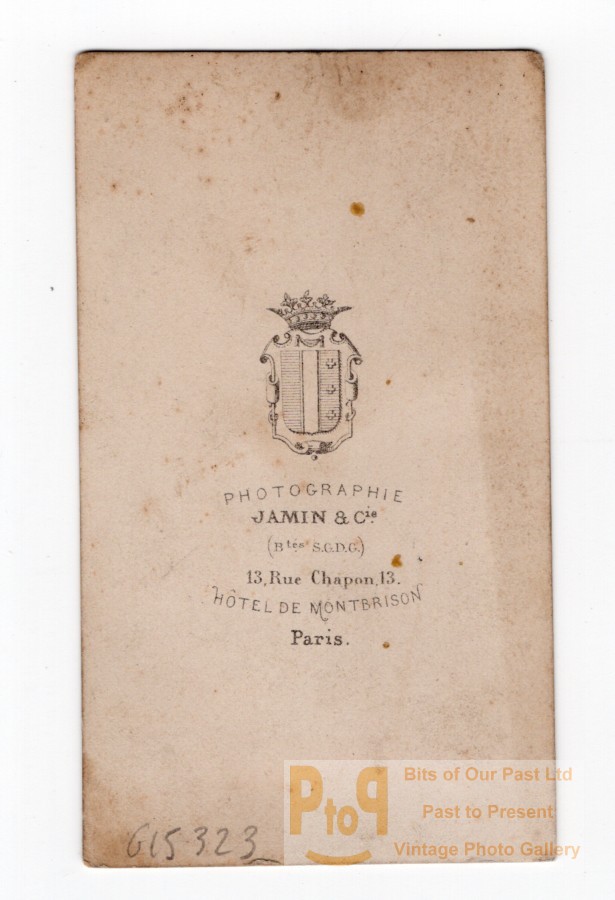 PHOTOGRAPHIE
JAMIN & Cie.
(Btés S.G.D.G.)
13, Rue Chapon, 13.
HÔTEL DE MONTBRISON
Paris.
G15323
PtoP
Bits of Our Past Ltd
Past to Present
Vintage Photo Gallery